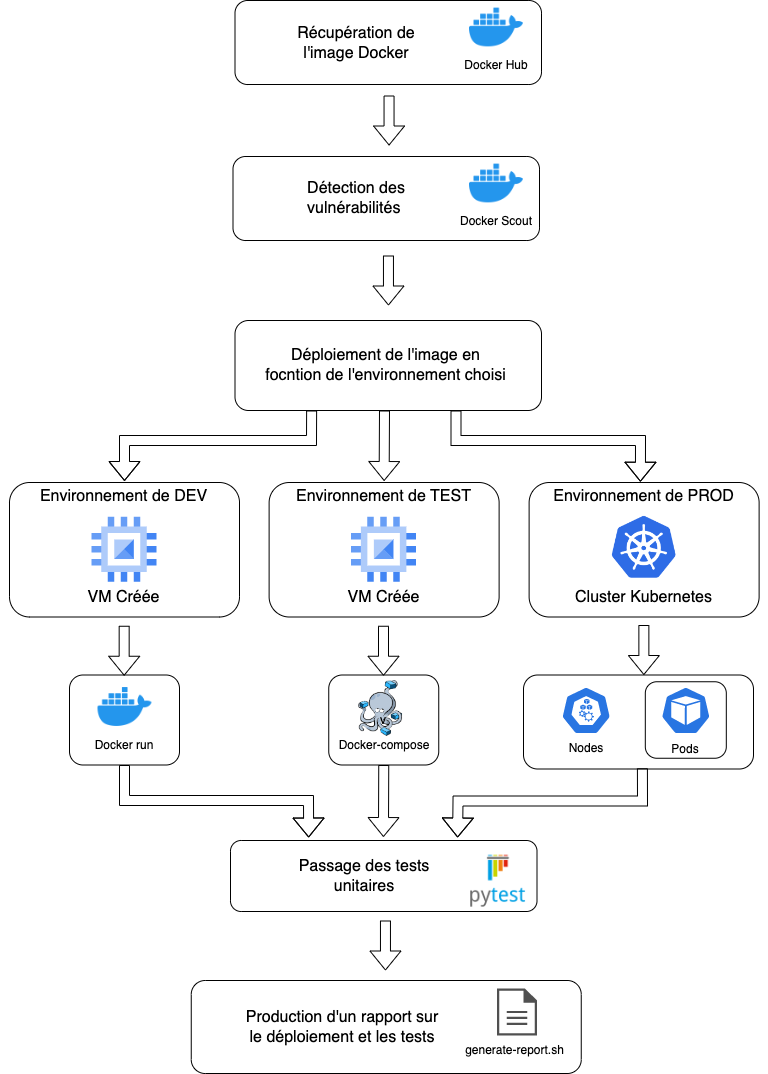 Récupération de
l'image Docker
Docker Hub
Détection des
vulnérabilités
Docker Scout
Déploiement de l'image en
focntion de l'environnement choisi
Environnement de DEV
VM Créée
Environnement de TEST
VM Créée
Environnement de PROD
Cluster Kubernetes
Docker run
Docker-compose
Nodes
Pods
Passage des tests
unitaires
pytest
Production d'un rapport sur
le déploiement et les tests
generate-report.sh